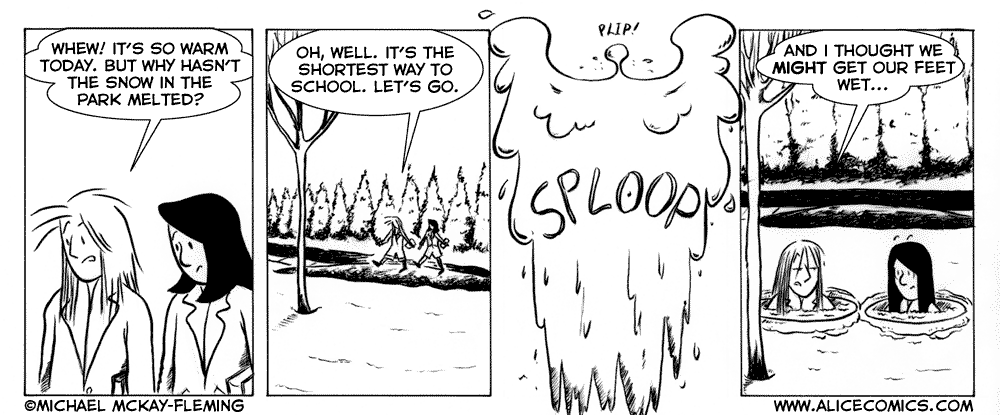 WHEW! IT'S SO WARM
TODAY. BUT WHY HASN'T
THE SNOW IN THE
PARK MELTED?
OH, WELL. IT'S THE
SHORTEST WAY TO
SCHOOL. LET'S GO.
PLIP!
SPLOOP
AND I THOUGHT WE
MIGHT GET OUR FEET
WET...
©MICHAEL MCKAY-FLEMING
WWW.ALICECOMICS.COM